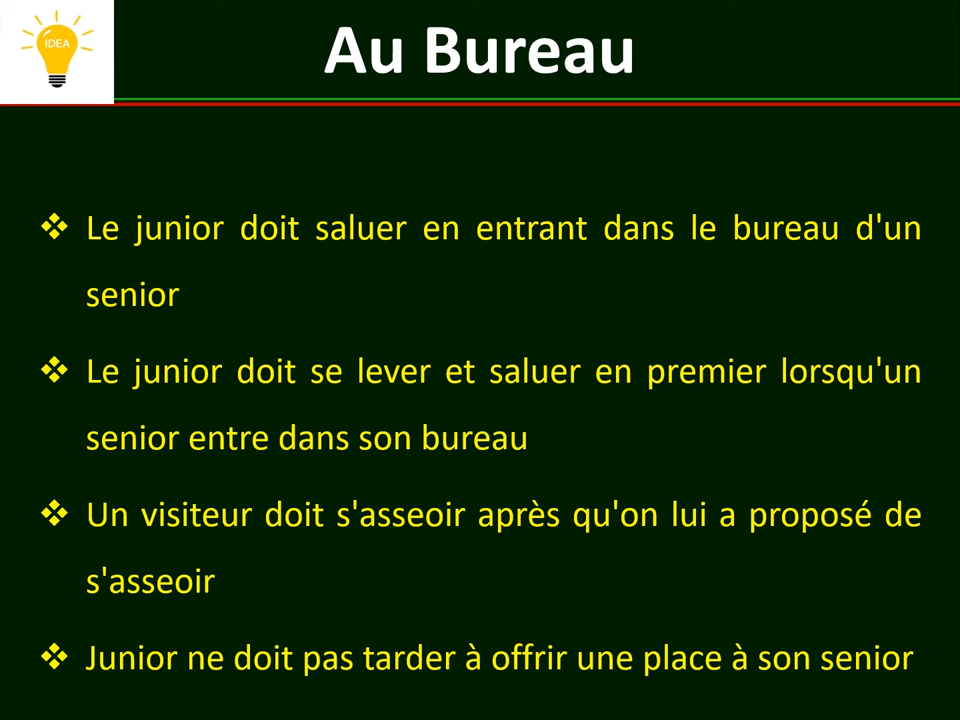 IDEA
Au Bureau
❖ Le junior doit saluer en entrant dans le bureau d'un
senior
❖ Le junior doit se lever et saluer en premier lorsqu'un
senior entre dans son bureau
❖ Un visiteur doit s'asseoir après qu'on lui a proposé de
s'asseoir
❖ Junior ne doit pas tarder à offrir une place à son senior